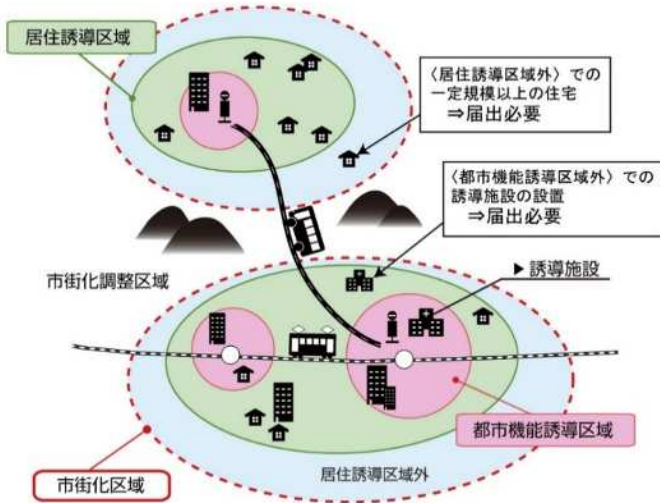 居住誘導区域
〈居住誘導区域外〉での
一定規模以上の住宅
⇒届出必要
〈都市機能誘導区域外〉での
誘導施設の設置
⇒届出必要
市街化調整区域
▶誘導施設
都市機能誘導区域
市街化区域
居住誘導区域外